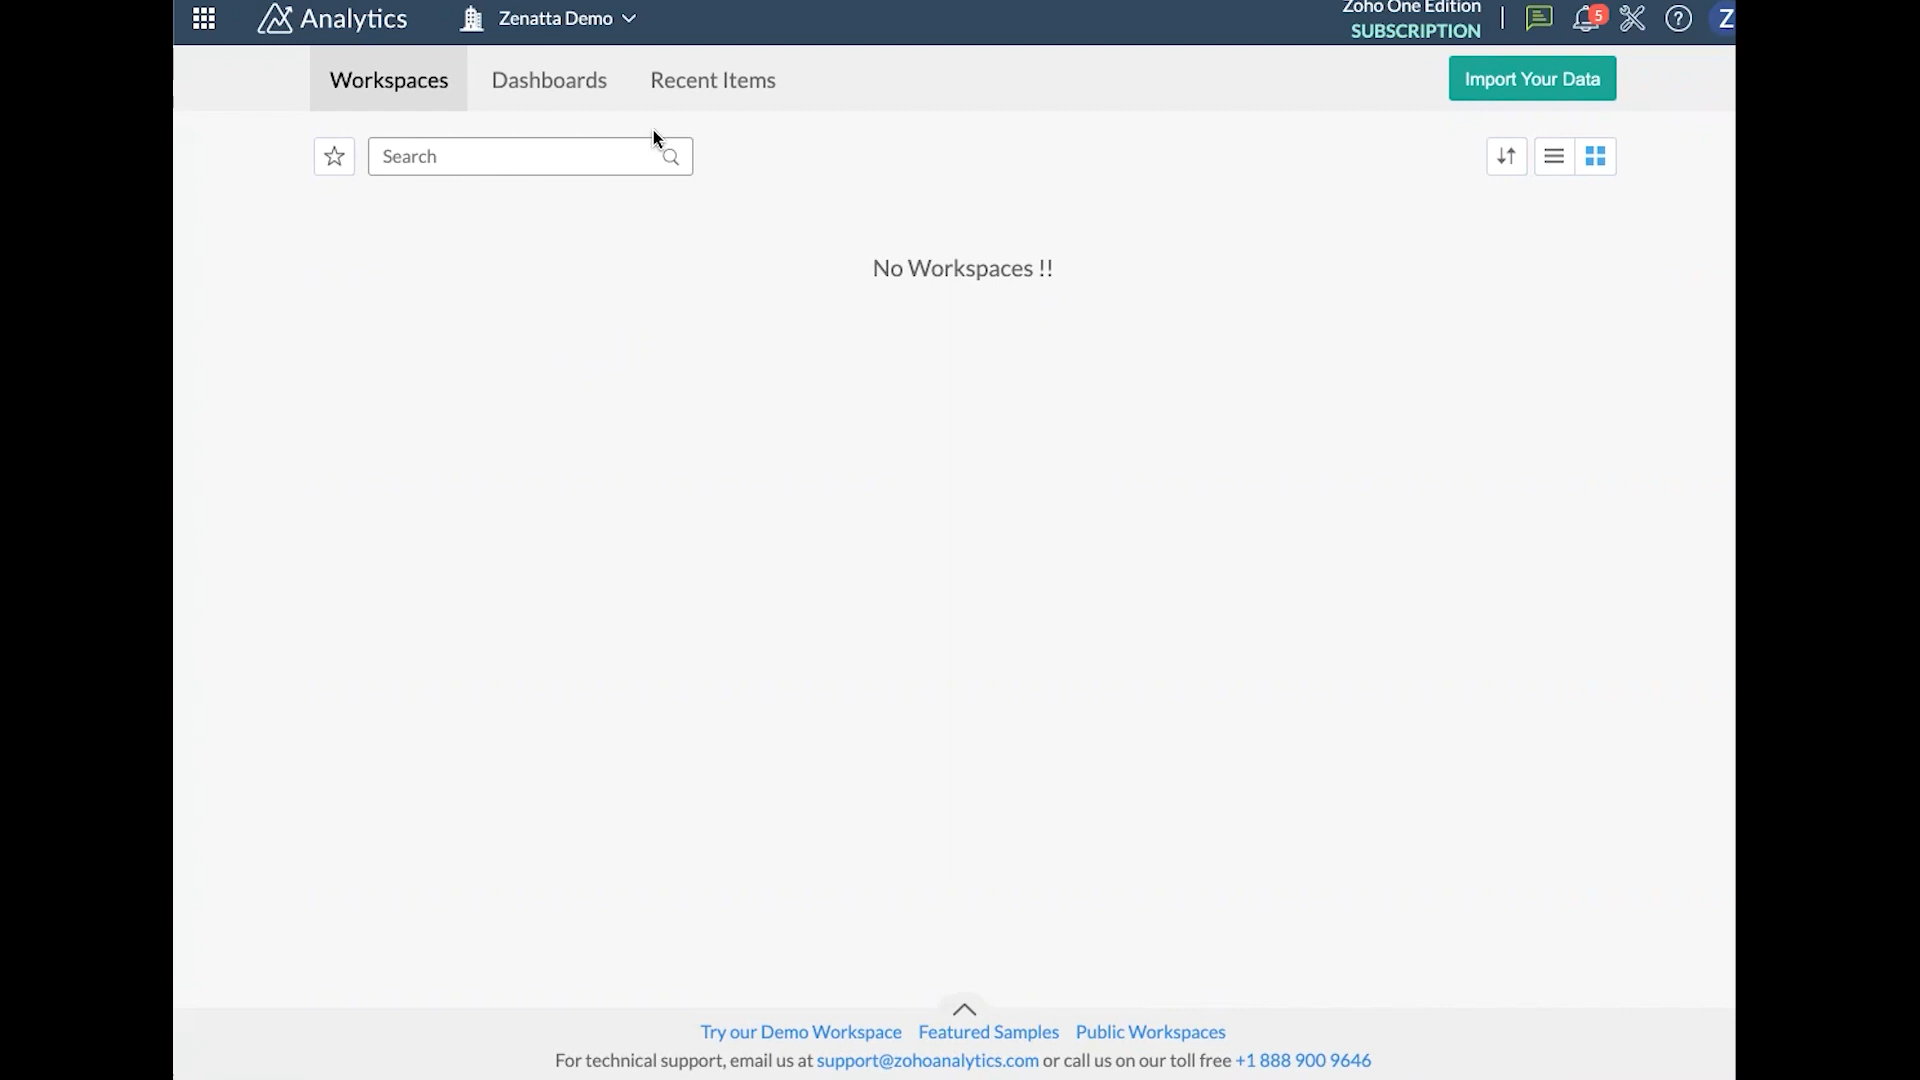 Analytics
Zenatta Demo
Zoho One Edition
SUBSCRIPTION
5
Z
Workspaces
Dashboards
Recent Items
Import Your Data
Search
No Workspaces !!
Try our Demo Workspace Featured Samples Public Workspaces
For technical support, email us at support@zohoanalytics.com or call us on our toll free +1 888 900 9646